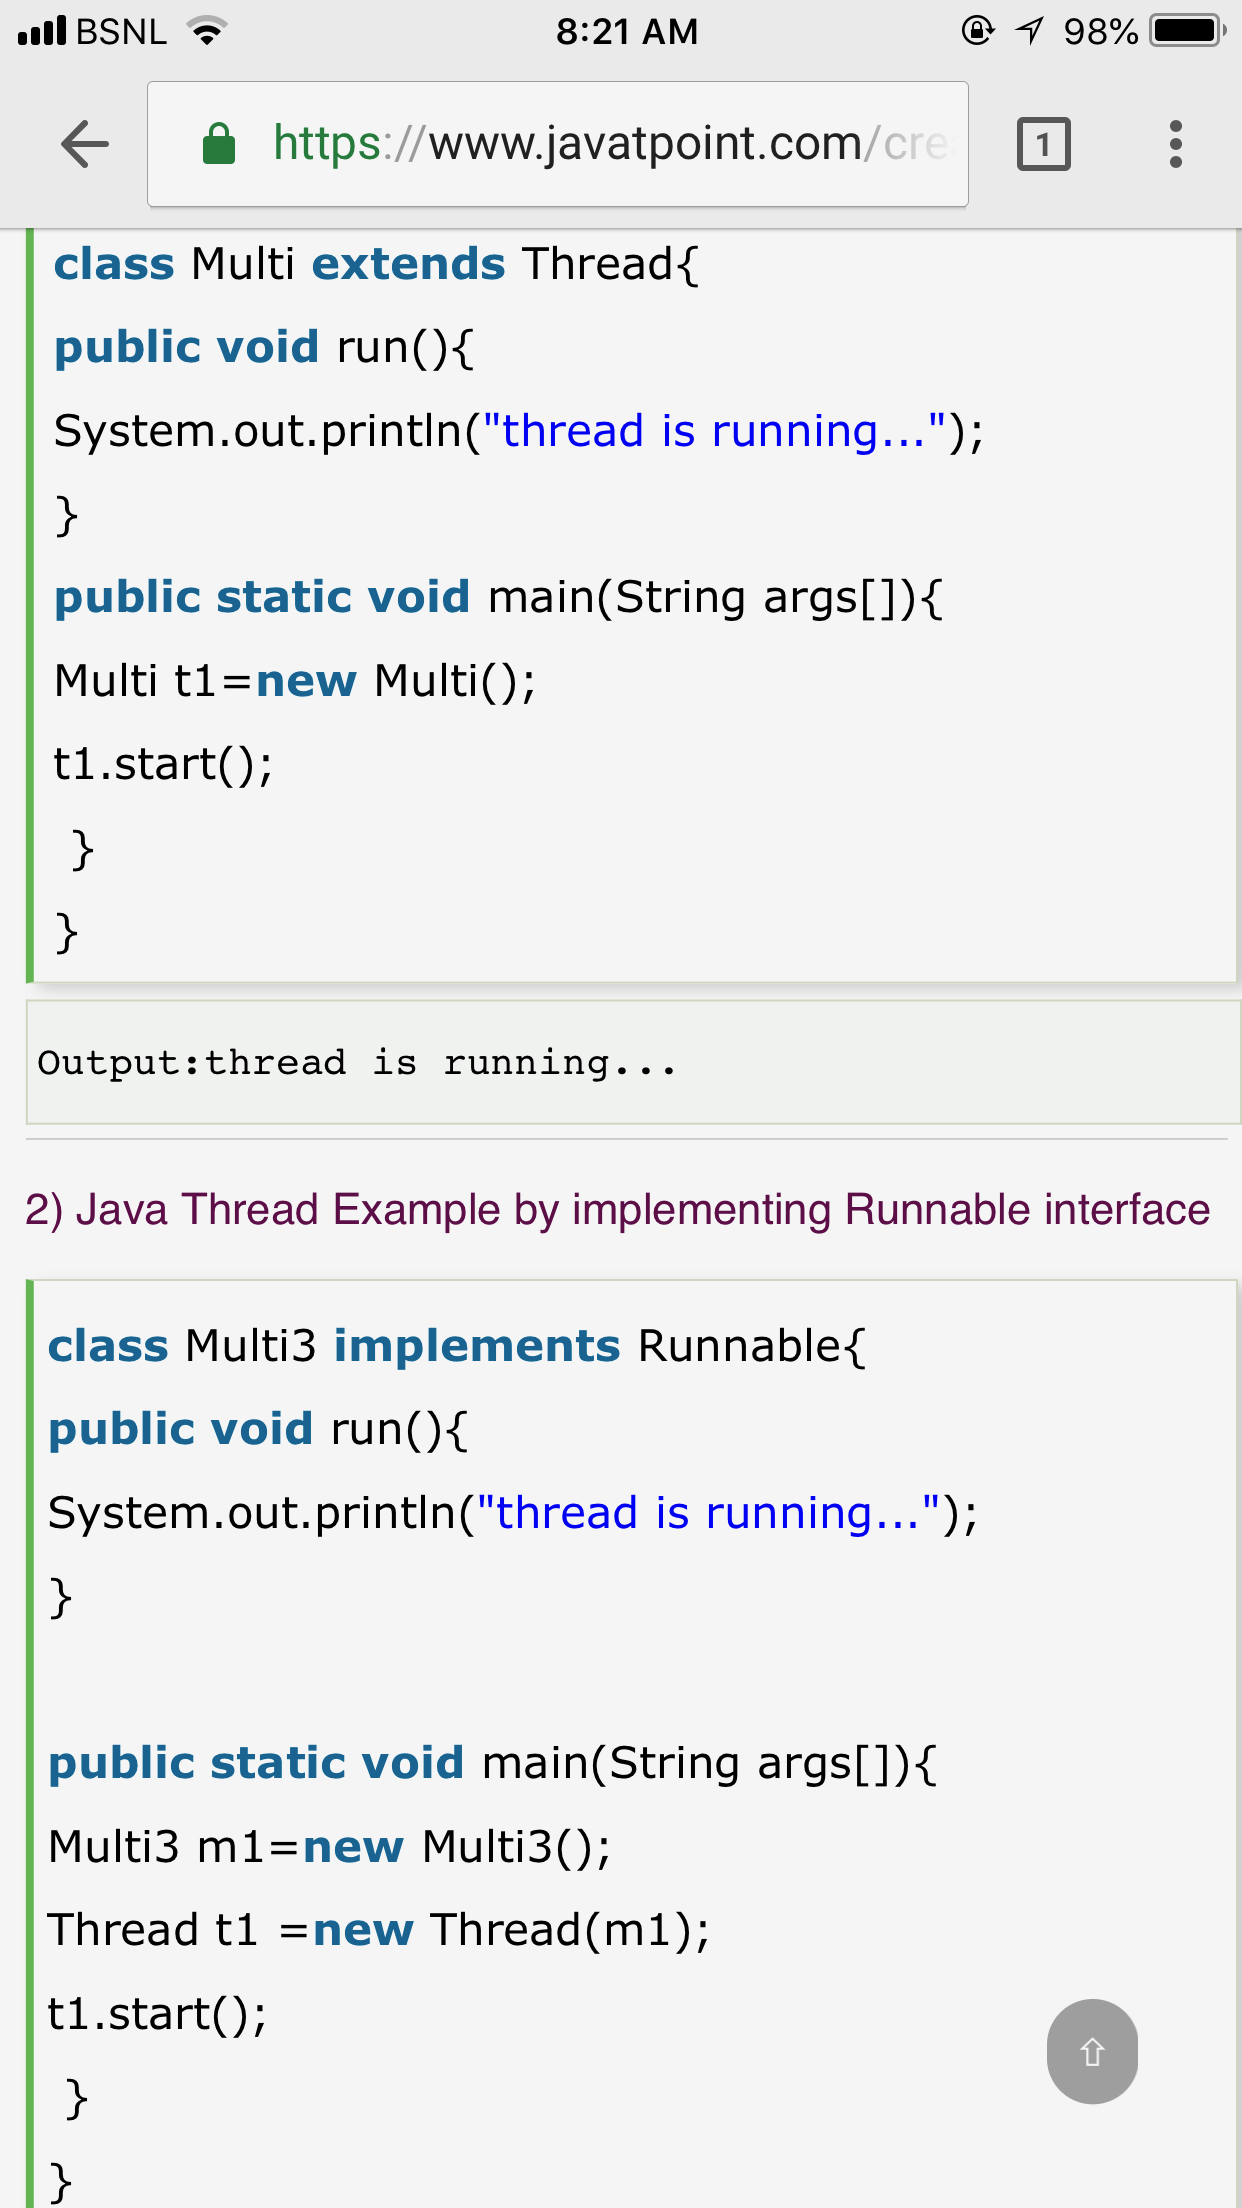 BSNL 8:21 AM 98%
https://www.javatpoint.com/cre
1
class Multi extends Thread{
public void run(){
System.out.println("thread is running...");
}
public static void main(String args[]){
Multi t1=new Multi();
t1.start();
}
}
Output:thread is running...
2) Java Thread Example by implementing Runnable interface
class Multi3 implements Runnable{
public void run(){
System.out.println("thread is running...");
}
public static void main(String args[]){
Multi3 m1=new Multi3();
Thread t1 =new Thread(m1);
t1.start();
}
}